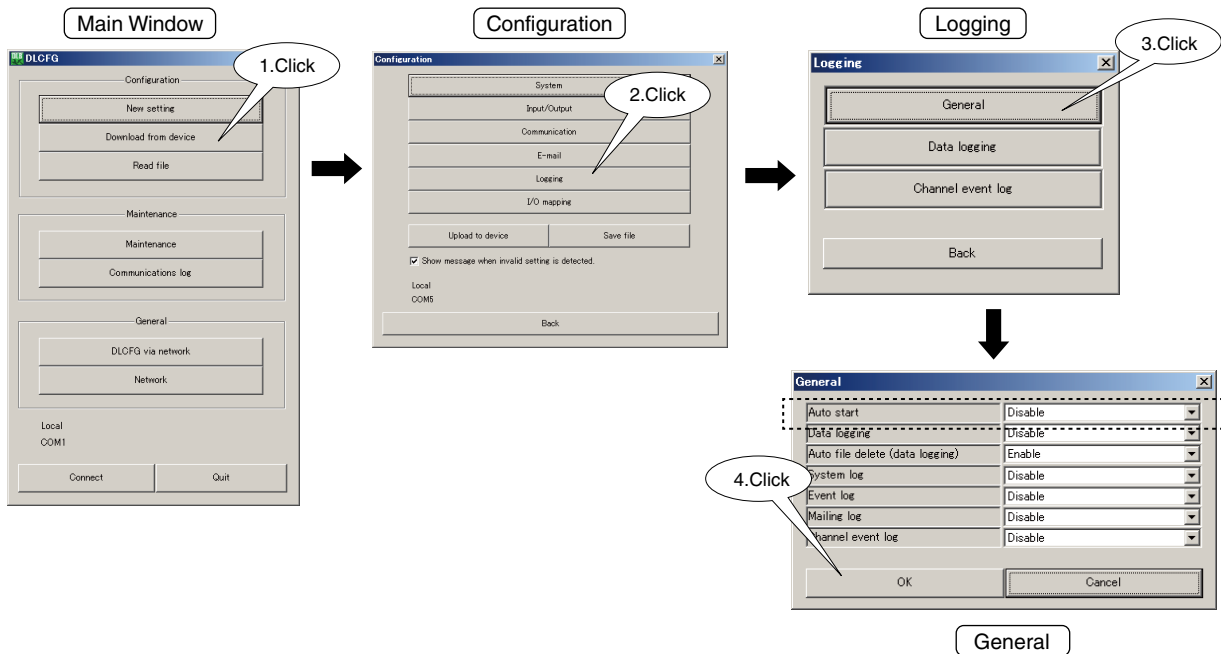 Main Window
DLCFG
1.Click
Configuration
New setting
Download from device
Read file
Maintenance
Maintenance
Communications log
General
DLCFG via network
Network
Local
COM1
Connect
Quit
Configuration
Configuration
System
2.Click
Input/Output
Communication
E-mail
Logging
I/O mapping
Upload to device
Save file
Show message when invalid setting is detected.
Local
COM5
Back
Logging
3.Click
Logging
General
Data logging
Channel event log
Back
General
Auto start Disable
Data logging Disable
Auto file delete (data logging) Enable
System log Disable
Event log Disable
Mailing log Disable
Channel event log Disable
4.Click
OK
Cancel
General